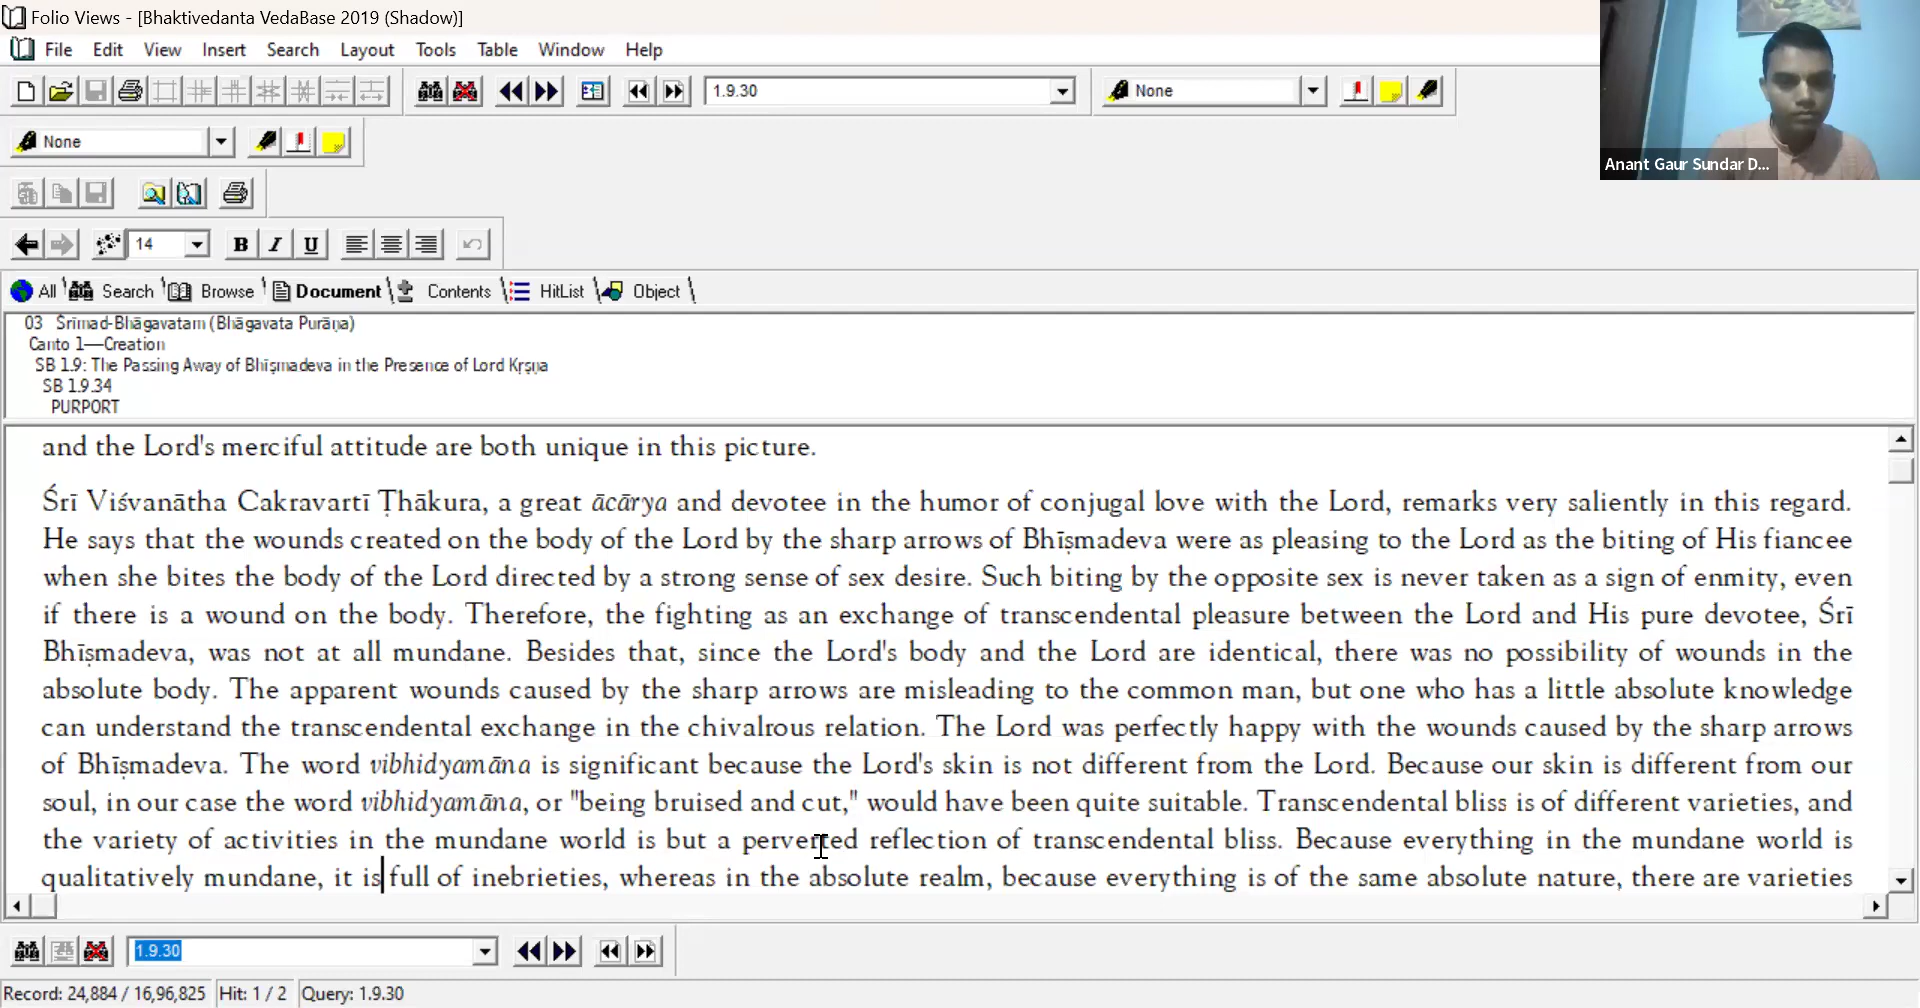 Folio Views - [Bhaktivedanta VedaBase 2019 (Shadow)]
File Edit View Insert Search Layout Tools Table Window Help
1.9.30 None
None
Anant Gaur Sundar D...
14 B I U
All Search Browse Document Contents HitList Object
03 Śrīmad-Bhāgavatam (Bhāgavata Purāṇa)
Canto 1—Creation
SB 1.9: The Passing Away of Bhīṣmadeva in the Presence of Lord Kṛṣṇa
SB 1.9.34
PURPORT
and the Lord's merciful attitude are both unique in this picture.
Śrī Viśvanātha Cakravartī Ṭhākura, a great ācārya and devotee in the humor of conjugal love with the Lord, remarks very saliently in this regard.
He says that the wounds created on the body of the Lord by the sharp arrows of Bhīṣmadeva were as pleasing to the Lord as the biting of His fiancee
when she bites the body of the Lord directed by a strong sense of sex desire. Such biting by the opposite sex is never taken as a sign of enmity, even
if there is a wound on the body. Therefore, the fighting as an exchange of transcendental pleasure between the Lord and His pure devotee, Śrī
Bhīṣmadeva, was not at all mundane. Besides that, since the Lord's body and the Lord are identical, there was no possibility of wounds in the
absolute body. The apparent wounds caused by the sharp arrows are misleading to the common man, but one who has a little absolute knowledge
can understand the transcendental exchange in the chivalrous relation. The Lord was perfectly happy with the wounds caused by the sharp arrows
of Bhīṣmadeva. The word vibhidyamāna is significant because the Lord's skin is not different from the Lord. Because our skin is different from our
soul, in our case the word vibhidyamāna, or "being bruised and cut," would have been quite suitable. Transcendental bliss is of different varieties, and
the variety of activities in the mundane world is but a perverted reflection of transcendental bliss. Because everything in the mundane world is
qualitatively mundane, it is full of inebrieties, whereas in the absolute realm, because everything is of the same absolute nature, there are varieties
1.9.30
Record: 24,884 / 16,96,825 Hit: 1 / 2 Query: 1.9.30